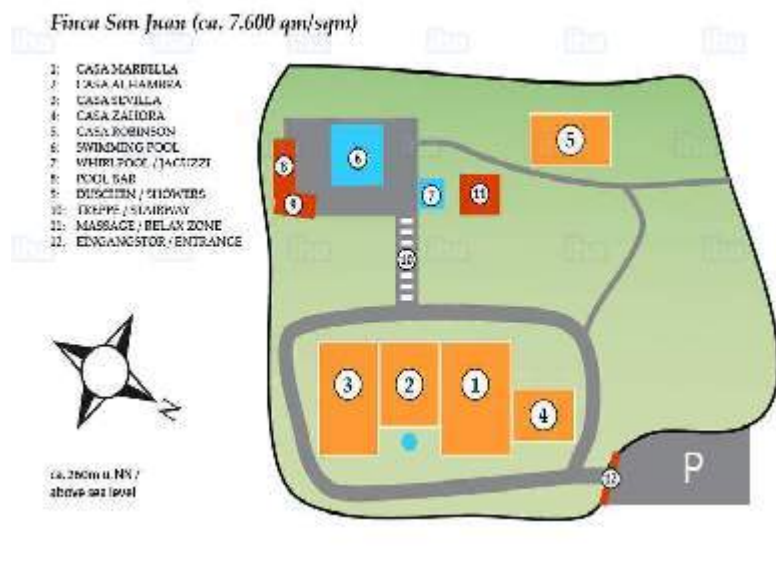 Finca San Juan (ca. 7.600 qm/sqm)
1: CASA MARBELLA
2: CASA ALHAMBRA
3: CASA SEVILLA
4: CASA ZAHORA
5: CASA ROBINSON
6: SWIMMING POOL
7: WHIRLPOOL / JACUZZI
8: POOL BAR
9: DUSCHEN / SHOWERS
10: TREPPE / STAIRWAY
11: MASSAGE / RELAX ZONE
12: EINGANGSTOR / ENTRANCE
5
6
8
7
11
9
10
3
2
1
4
P
12
N
ca. 260m ü. NN /
above sea level